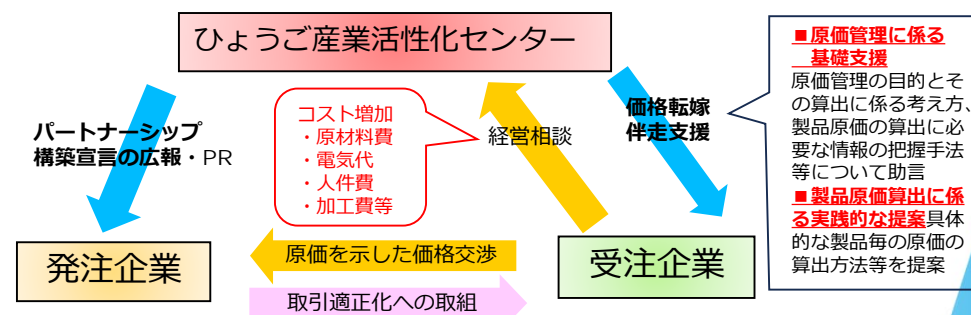 ひょうご産業活性化センター
パートナーシップ
構築宣言の広報・PR
コスト増加
・原材料費
・電気代
・人件費
・加工費等
経営相談
価格転嫁
伴走支援
■原価管理に係る
基礎支援
原価管理の目的とそ
の算出に係る考え方、
製品原価の算出に必
要な情報の把握手法
等について助言
■製品原価算出に係
る実践的な提案具体
的な製品毎の原価の
算出方法等を提案
発注企業
原価を示した価格交渉
取引適正化への取組
受注企業